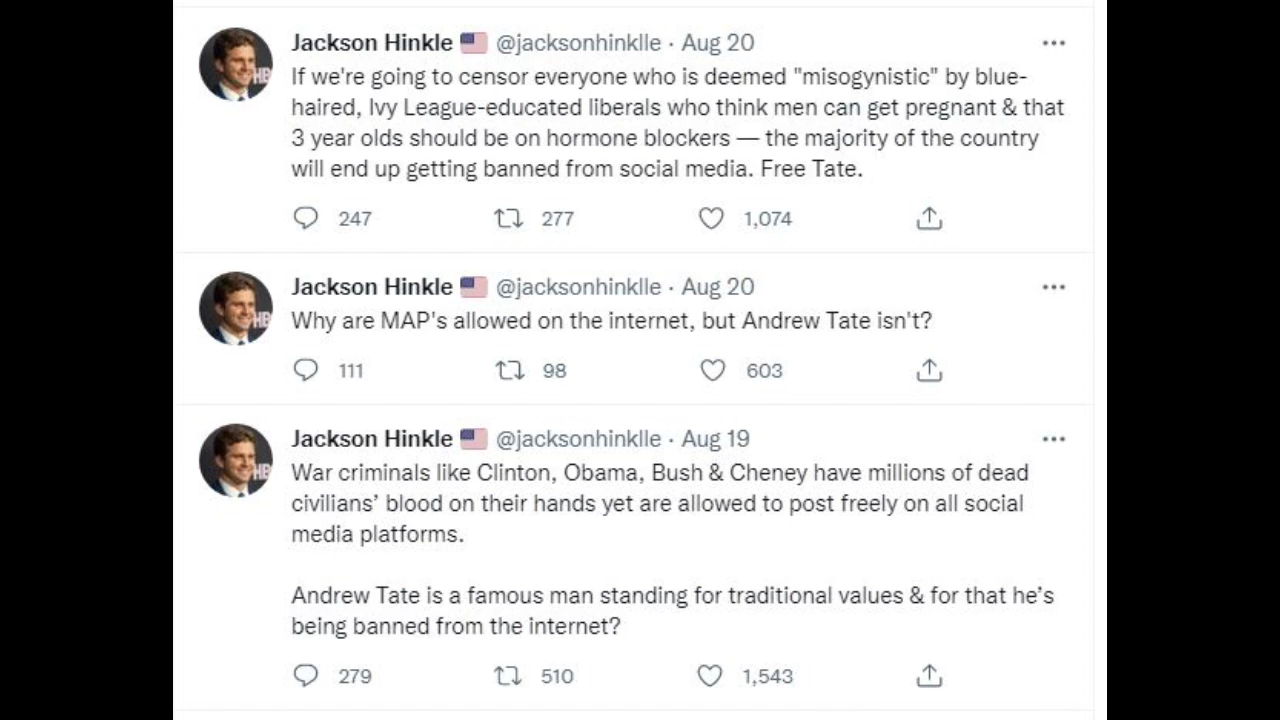 Jackson Hinkle 🇺🇸 @jacksonhinklle · Aug 20
If we're going to censor everyone who is deemed "misogynistic" by blue-
haired, Ivy League-educated liberals who think men can get pregnant & that
3 year olds should be on hormone blockers — the majority of the country
will end up getting banned from social media. Free Tate.
247 277 1,074
Jackson Hinkle 🇺🇸 @jacksonhinklle · Aug 20
Why are MAP's allowed on the internet, but Andrew Tate isn't?
111 98 603
Jackson Hinkle 🇺🇸 @jacksonhinklle · Aug 19
War criminals like Clinton, Obama, Bush & Cheney have millions of dead
civilians’ blood on their hands yet are allowed to post freely on all social
media platforms.
Andrew Tate is a famous man standing for traditional values & for that he’s
being banned from the internet?
279 510 1,543